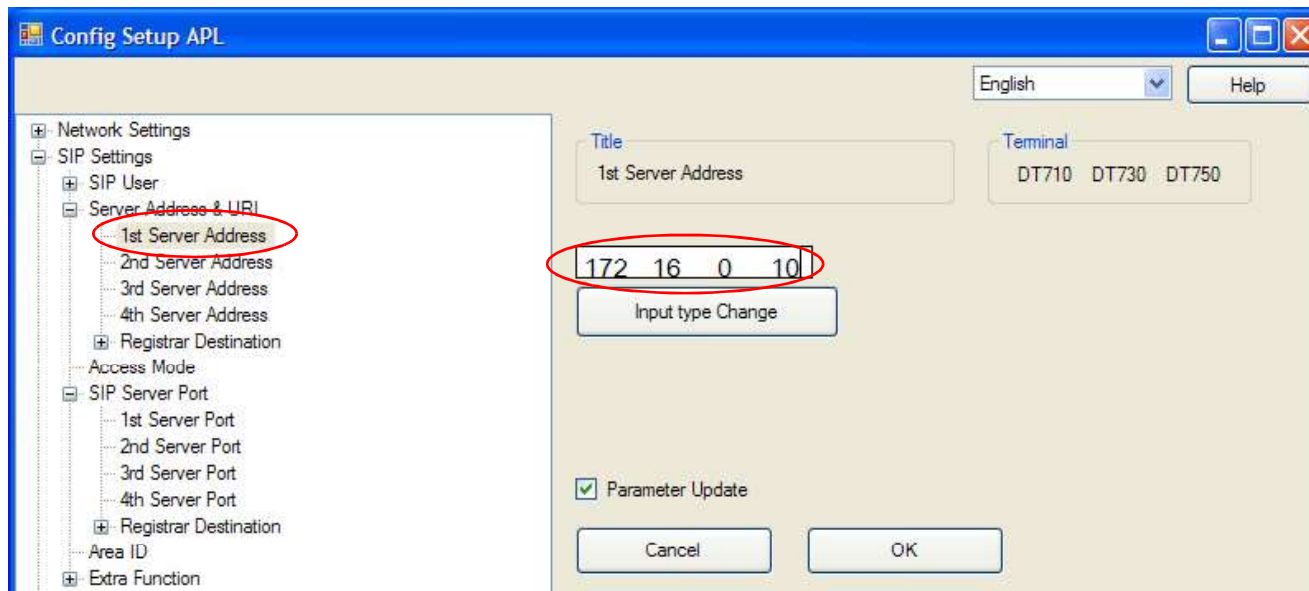 Config Setup APL
English
Help
Network Settings
SIP Settings
SIP User
Server Address & URI
1st Server Address
2nd Server Address
3rd Server Address
4th Server Address
Registrar Destination
Access Mode
SIP Server Port
1st Server Port
2nd Server Port
3rd Server Port
4th Server Port
Registrar Destination
Area ID
Extra Function
Title
1st Server Address
Terminal
DT710 DT730 DT750
172 16 0 10
Input type Change
Parameter Update
Cancel
OK